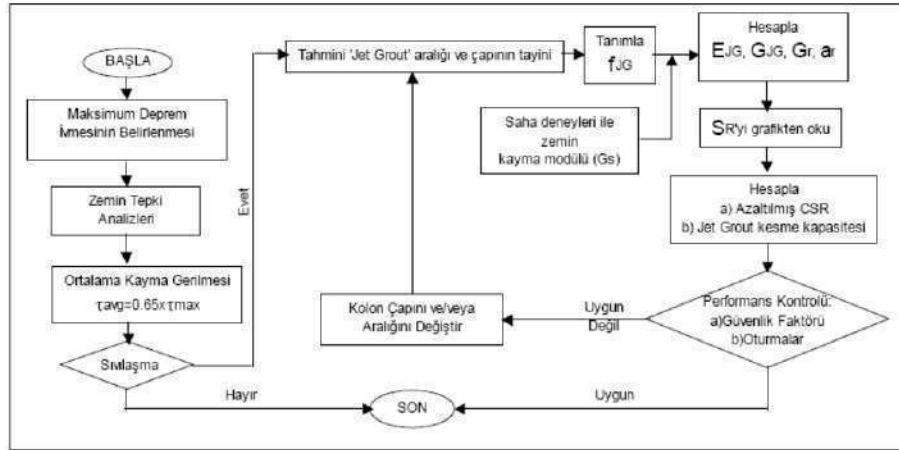 BAŞLA
Maksimum Deprem
İvmesinin Belirlenmesi
Zemin Tepki
Analizleri
Ortalama Kayma Gerilmesi
τavg=0.65xτmax
Sıvılaşma
Evet
Hayır
Tahmini 'Jet Grout' aralığı ve çapının tayini
Tanımla
fJG
Saha deneyleri ile
zemin
kayma modülü (Gs)
Hesapla
EJG, GJG, Gr, ar
SR'yi grafikten oku
Hesapla
a) Azaltılmış CSR
b) Jet Grout kesme kapasitesi
Performans Kontrolü:
a)Güvenlik Faktörü
b)Oturmalar
Uygun
Değil
Kolon Çapını ve/veya
Aralığını Değiştir
Uygun
SON